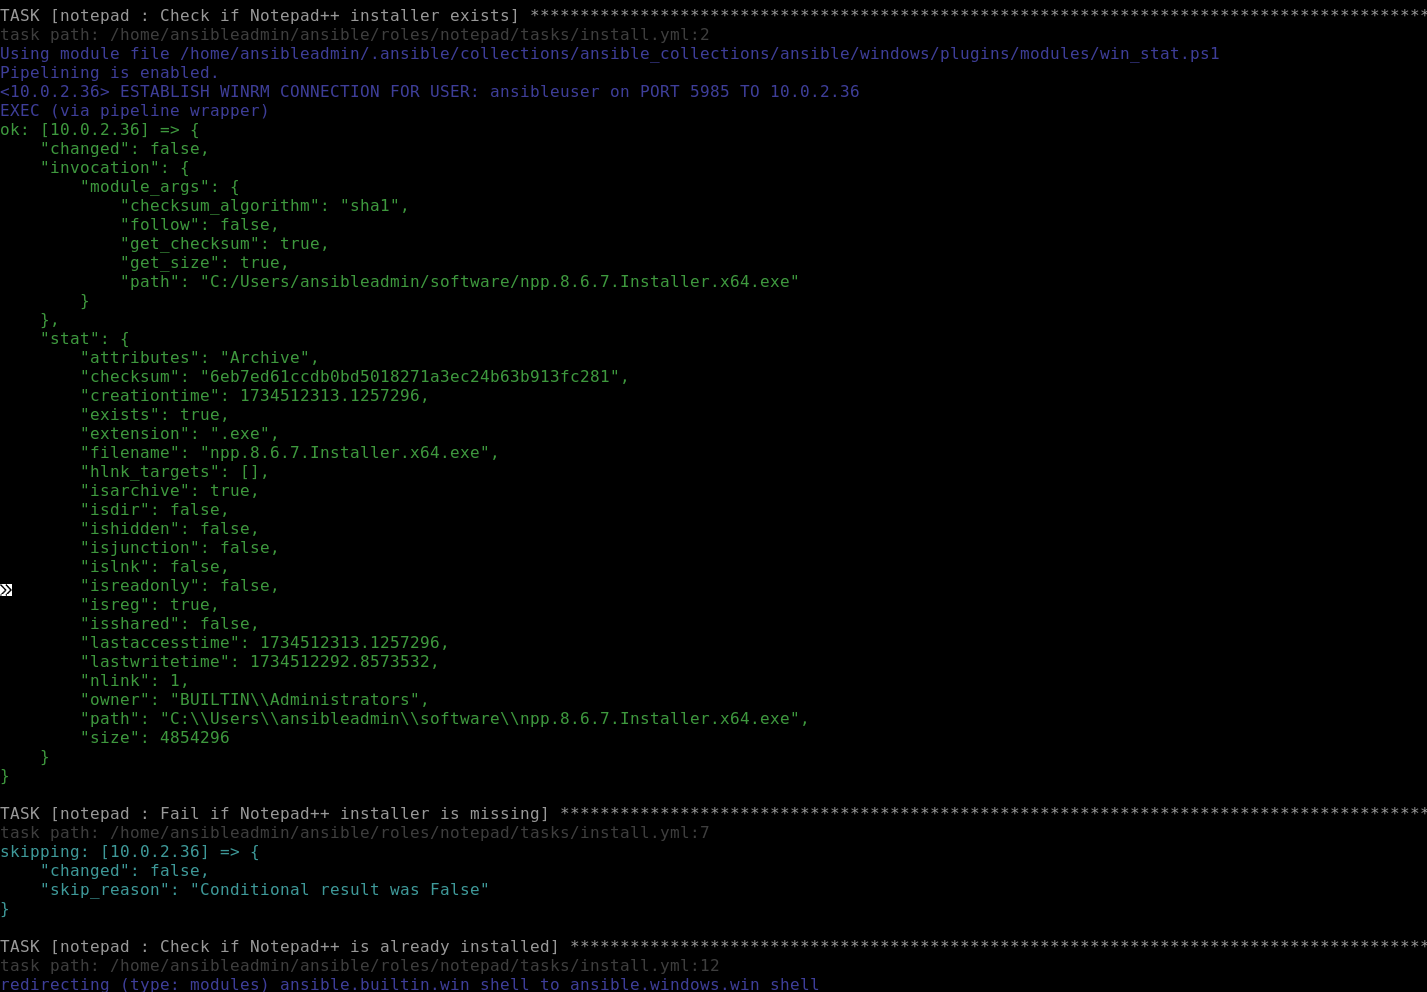 TASK [notepad : Check if Notepad++ installer exists] ******************************************************************************************
task path: /home/ansibleadmin/ansible/roles/notepad/tasks/install.yml:2
Using module file /home/ansibleadmin/.ansible/collections/ansible_collections/ansible/windows/plugins/modules/win_stat.ps1
Pipelining is enabled.
<10.0.2.36> ESTABLISH WINRM CONNECTION FOR USER: ansibleuser on PORT 5985 TO 10.0.2.36
EXEC (via pipeline wrapper)
ok: [10.0.2.36] => {
    "changed": false,
    "invocation": {
        "module_args": {
            "checksum_algorithm": "sha1",
            "follow": false,
            "get_checksum": true,
            "get_size": true,
            "path": "C:/Users/ansibleadmin/software/npp.8.6.7.Installer.x64.exe"
        }
    },
    "stat": {
        "attributes": "Archive",
        "checksum": "6eb7ed61ccdb0bd5018271a3ec24b63b913fc281",
        "creationtime": 1734512313.1257296,
        "exists": true,
        "extension": ".exe",
        "filename": "npp.8.6.7.Installer.x64.exe",
        "hlnk_targets": [],
        "isarchive": true,
        "isdir": false,
        "ishidden": false,
        "isjunction": false,
        "islnk": false,
»       "isreadonly": false,
        "isreg": true,
        "isshared": false,
        "lastaccesstime": 1734512313.1257296,
        "lastwritetime": 1734512292.8573532,
        "nlink": 1,
        "owner": "BUILTIN\\Administrators",
        "path": "C:\\Users\\ansibleadmin\\software\\npp.8.6.7.Installer.x64.exe",
        "size": 4854296
    }
}
TASK [notepad : Fail if Notepad++ installer is missing] ***************************************************************************************
task path: /home/ansibleadmin/ansible/roles/notepad/tasks/install.yml:7
skipping: [10.0.2.36] => {
    "changed": false,
    "skip_reason": "Conditional result was False"
}
TASK [notepad : Check if Notepad++ is already installed] **************************************************************************************
task path: /home/ansibleadmin/ansible/roles/notepad/tasks/install.yml:12
redirecting (type: modules) ansible.builtin.win_shell to ansible.windows.win_shell